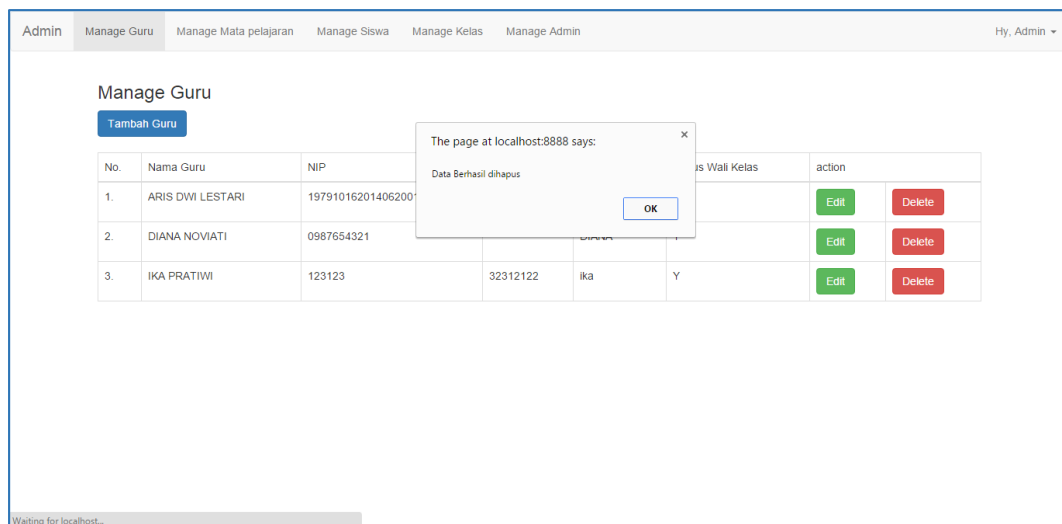 Admin Manage Guru Manage Mata pelajaran Manage Siswa Manage Kelas Manage Admin Hy, Admin
Manage Guru
Tambah Guru
The page at localhost:8888 says:
Data Berhasil dihapus
OK
No. Nama Guru NIP us Wali Kelas action
1. ARIS DWI LESTARI 19791016201406200 Edit Delete
2. DIANA NOVIATI 0987654321 DIANA Edit Delete
3. IKA PRATIWI 123123 32312122 ika Y Edit Delete
Waiting for localhost...